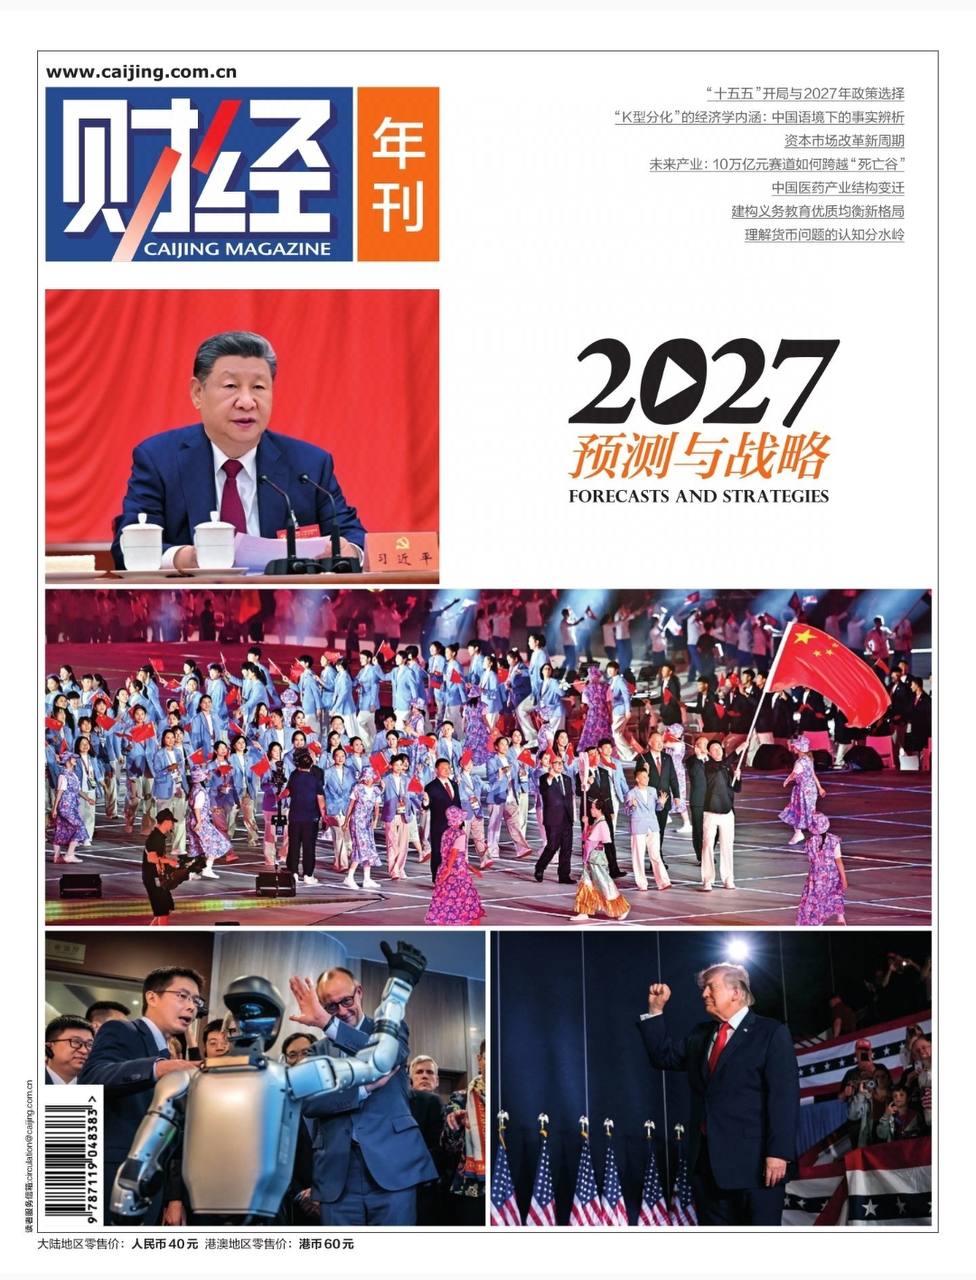 www.caijing.com.cn
财经
年刊
CAIJING MAGAZINE
“十五五”开局与2027年政策选择
“K型分化”的经济学内涵：中国语境下的事实辨析
资本市场改革新周期
未来产业：10万亿元赛道如何跨越“死亡谷”
中国医药产业结构变迁
建构义务教育优质均衡新格局
理解货币问题的认知分水岭
2027
预测与战略
FORECASTS AND STRATEGIES
习近平
9787119048383>
读者服务信箱:circulation@caijing.com.cn
大陆地区零售价：人民币40元 港澳地区零售价：港币60元